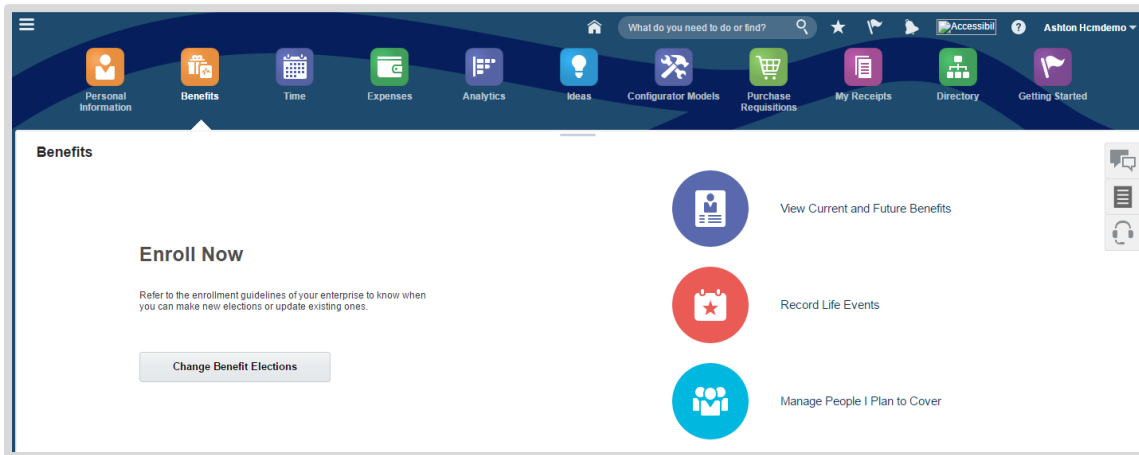 What do you need to do or find?
Accessibil
Ashton Hcmdemo
Personal
Information
Benefits
Time
Expenses
Analytics
Ideas
Configurator Models
Purchase
Requisitions
My Receipts
Directory
Getting Started
Benefits
Enroll Now
Refer to the enrollment guidelines of your enterprise to know when
you can make new elections or update existing ones.
Change Benefit Elections
View Current and Future Benefits
Record Life Events
Manage People I Plan to Cover